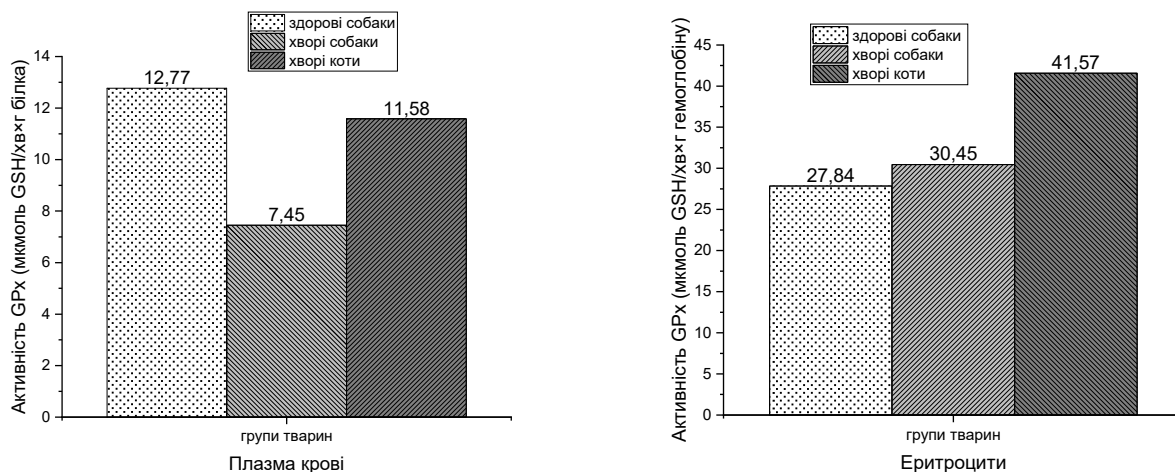 здорові собаки
хворі собаки
хворі коти
Активність GPx (мкмоль GSH/хв×г білка)
14
12
10
8
6
4
2
0
12,77
7,45
11,58
групи тварин
Плазма крові
здорові собаки
хворі собаки
хворі коти
Активність GPx (мкмоль GSH/хв×г гемоглобіну)
45
40
35
30
25
20
15
10
5
0
27,84
30,45
41,57
групи тварин
Еритроцити